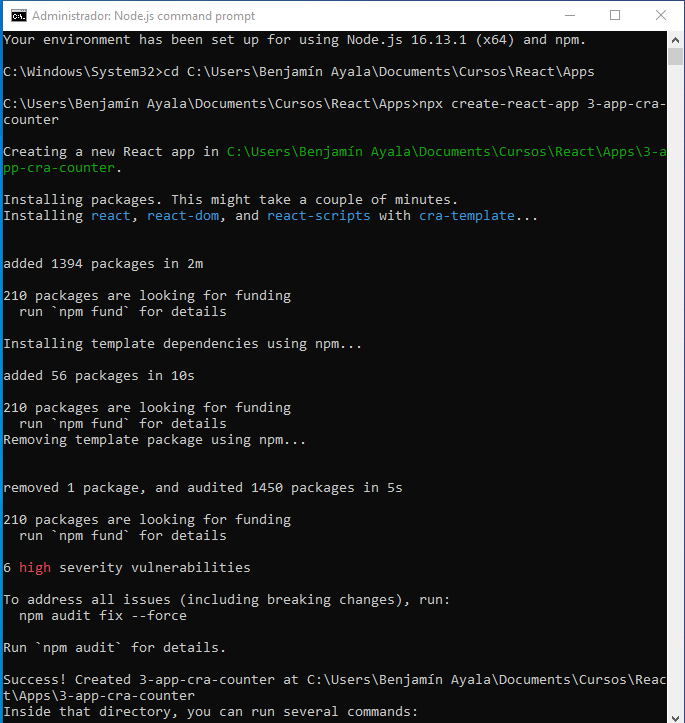 Administrador: Node.js command prompt
Your environment has been set up for using Node.js 16.13.1 (x64) and npm.
C:\Windows\System32>cd C:\Users\Benjamín Ayala\Documents\Cursos\React\Apps
C:\Users\Benjamín Ayala\Documents\Cursos\React\Apps>npx create-react-app 3-app-cra-
counter
Creating a new React app in C:\Users\Benjamín Ayala\Documents\Cursos\React\Apps\3-a
pp-cra-counter.
Installing packages. This might take a couple of minutes.
Installing react, react-dom, and react-scripts with cra-template...
added 1394 packages in 2m
210 packages are looking for funding
  run `npm fund` for details
Installing template dependencies using npm...
added 56 packages in 10s
210 packages are looking for funding
  run `npm fund` for details
Removing template package using npm...
removed 1 package, and audited 1450 packages in 5s
210 packages are looking for funding
  run `npm fund` for details
6 high severity vulnerabilities
To address all issues (including breaking changes), run:
  npm audit fix --force
Run `npm audit` for details.
Success! Created 3-app-cra-counter at C:\Users\Benjamín Ayala\Documents\Cursos\Reac
t\Apps\3-app-cra-counter
Inside that directory, you can run several commands: